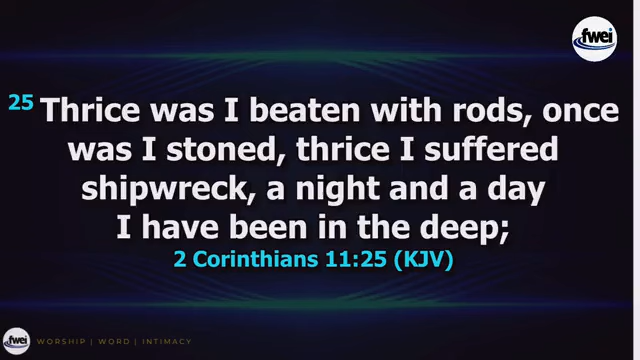 fwei
25 Thrice was I beaten with rods, once
was I stoned, thrice I suffered
shipwreck, a night and a day
I have been in the deep;
2 Corinthians 11:25 (KJV)
fwei
WORSHiP | WORD | INTIMACY